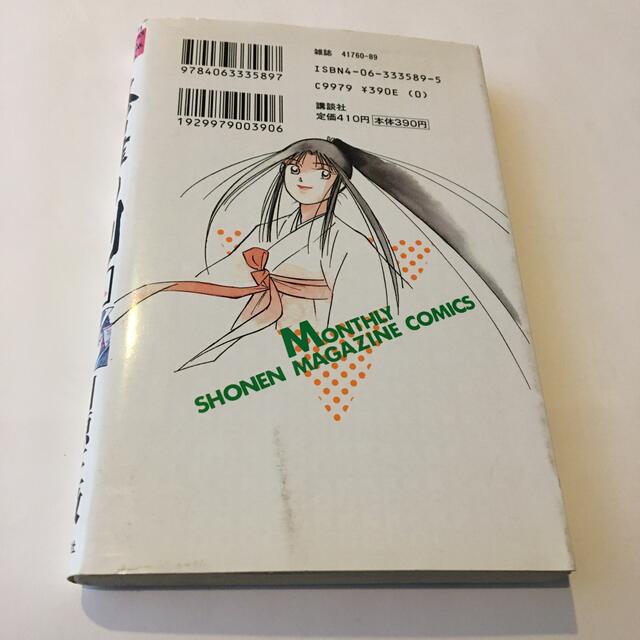 雑誌 41760-89
9784063335897
ISBN4-06-333589-5
C9979 ¥390E (0)
講談社
1929979003906
定価410円 本体390円
MONTHLY
SHONEN MAGAZINE COMICS